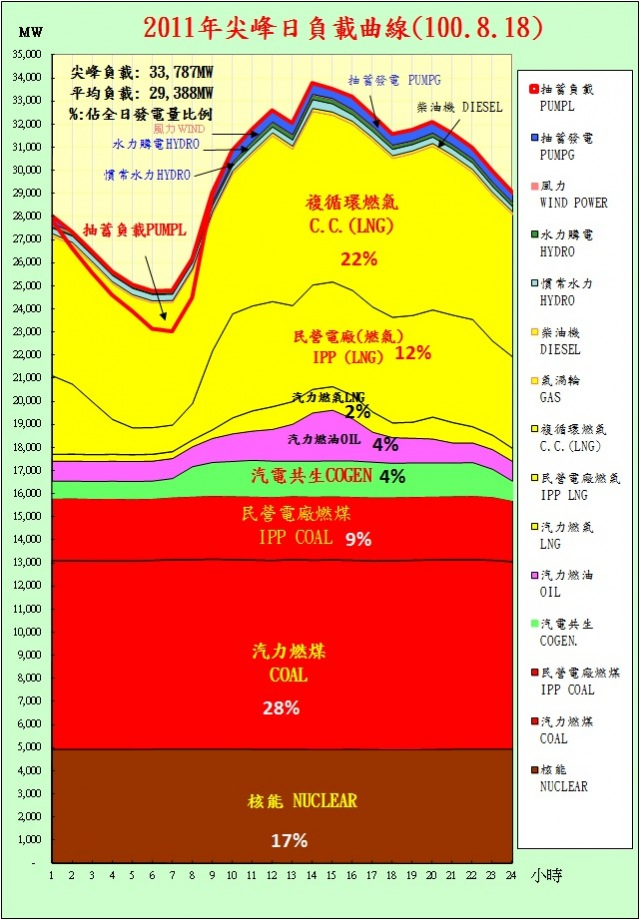 2011年尖峰日負載曲線(100.8.18)
MW
35,000
34,000
33,000
32,000
31,000
30,000
29,000
28,000
27,000
26,000
25,000
24,000
23,000
22,000
21,000
20,000
19,000
18,000
17,000
16,000
15,000
14,000
13,000
12,000
11,000
10,000
9,000
8,000
7,000
6,000
5,000
4,000
3,000
2,000
1,000
-
尖峰負載: 33,787MW
平均負載: 29,388MW
%:佔全日發電量比例
風力WIND
水力購電HYDRO
慣常水力HYDRO
抽蓄發電 PUMPG
柴油機 DIESEL
抽蓄負載PUMPL
複循環燃氣
C.C.(LNG)
22%
民營電廠(燃氣)
IPP (LNG) 12%
汽力燃氣LNG
2%
汽力燃油OIL 4%
汽電共生COGEN 4%
民營電廠燃煤
IPP COAL 9%
汽力燃煤
COAL
28%
核能 NUCLEAR
17%
1 2 3 4 5 6 7 8 9 10 11 12 13 14 15 16 17 18 19 20 21 22 23 24 小時
抽蓄負載
PUMPL
抽蓄發電
PUMPG
風力
WIND POWER
水力購電
HYDRO
慣常水力
HYDRO
柴油機
DIESEL
氣渦輪
GAS
複循環燃氣
C.C.(LNG)
民營電廠燃氣
IPP LNG
汽力燃氣
LNG
汽力燃油
OIL
汽電共生
COGEN.
民營電廠燃煤
IPP COAL
汽力燃煤
COAL
核能
NUCLEAR